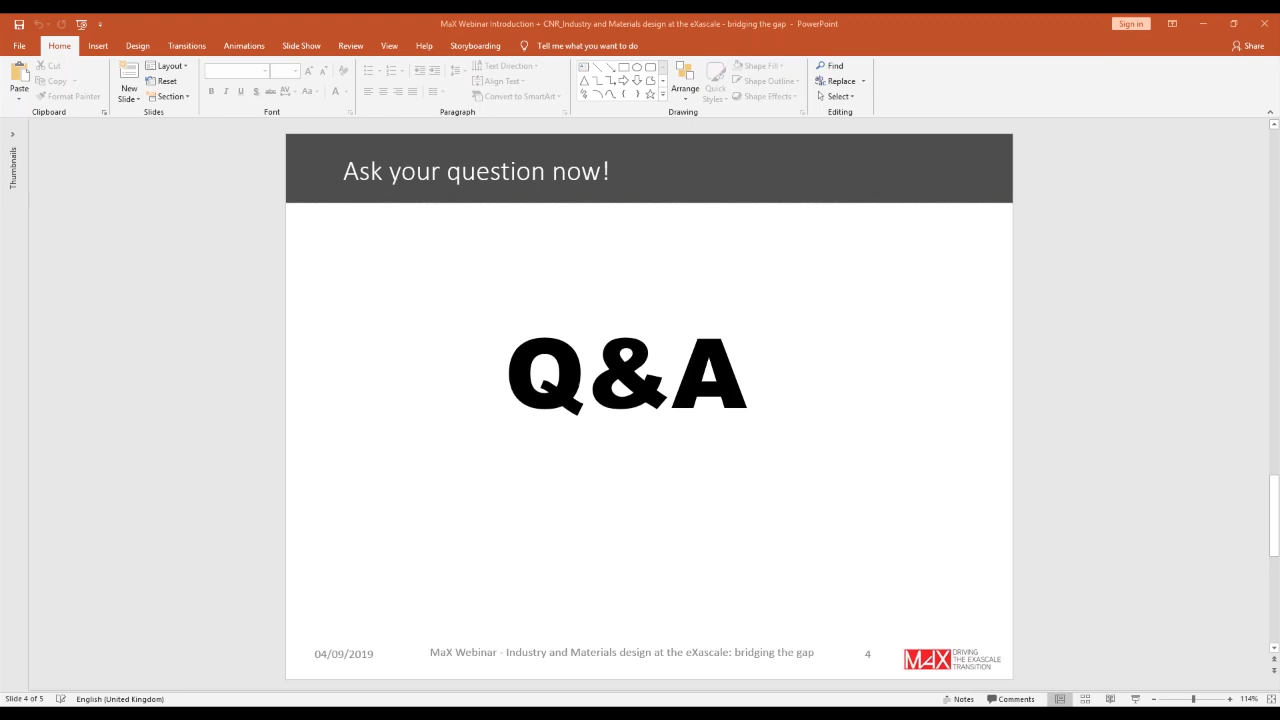 MaX Webinar Introduction + CNR_Industry and Materials design at the eXascale - bridging the gap - PowerPoint
Sign in
File Home Insert Design Transitions Animations Slide Show Review View Help Storyboarding Tell me what you want to do Share
Paste
Cut
Copy
Format Painter
Clipboard
New Slide
Layout
Reset
Section
Slides
Font
Text Direction
Align Text
Convert to SmartArt
Paragraph
Arrange
Quick Styles
Shape Fill
Shape Outline
Shape Effects
Drawing
Find
Replace
Select
Editing
Thumbnails
Ask your question now!
Q&A
04/09/2019
MaX Webinar - Industry and Materials design at the eXascale: bridging the gap
4
MAX DRIVING
THE EXASCALE
TRANSITION
Slide 4 of 5 English (United Kingdom) Notes Comments 114%